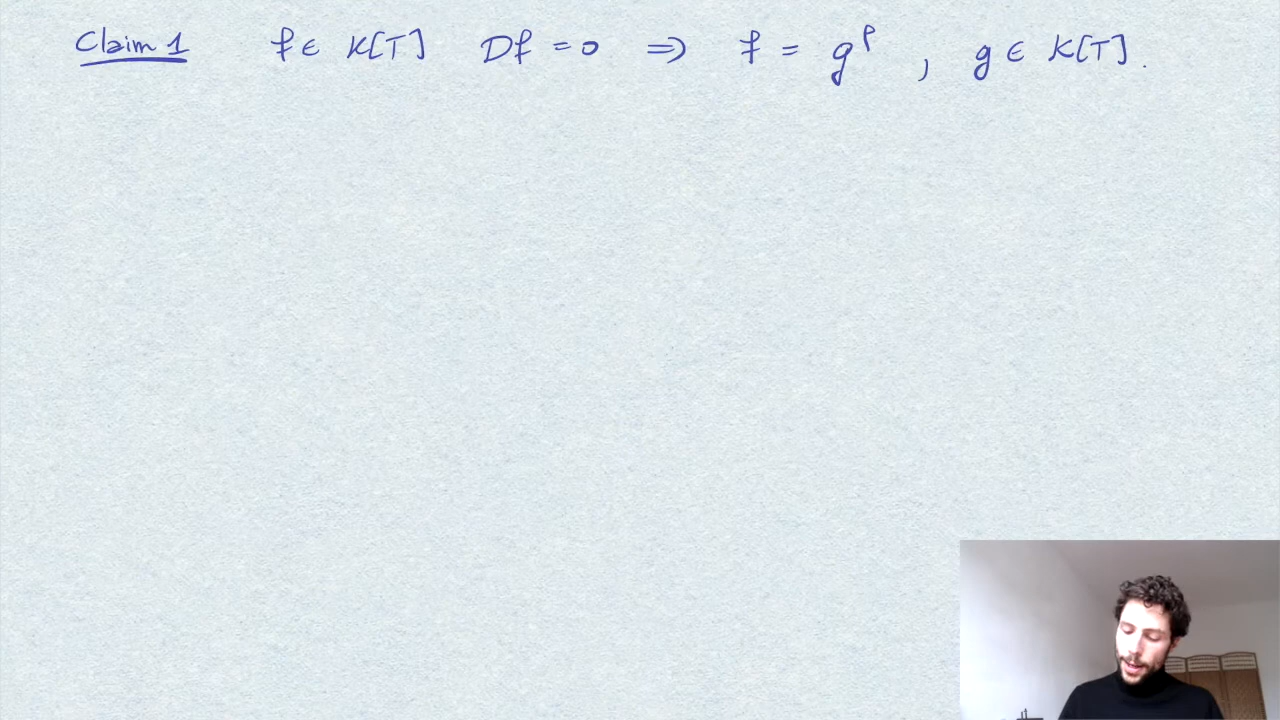 Claim 1 f ∈ K[T] Df = 0 ⇒ f = g^p , g ∈ K[T] .